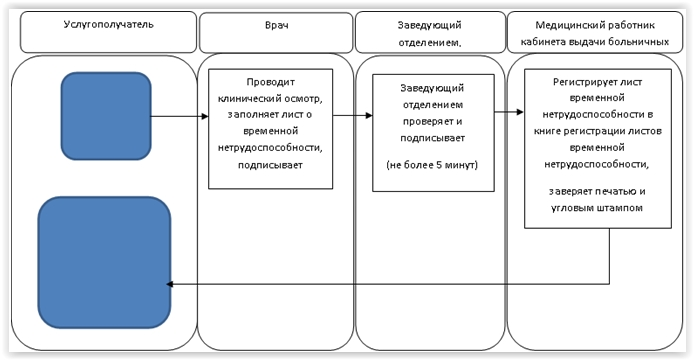 Услугополучатель
Врач
Заведующий
отделением,
Медицинский работник
кабинета выдачи больничных
Проводит
клинический осмотр,
заполняет лист о
временной
нетрудоспособности,
подписывает
Заведующий
отделением
проверяет и
подписывает
(не более 5 минут)
Регистрирует лист
временной
нетрудоспособности в
книге регистрации листов
временной
нетрудоспособности,
заверяет печатью и
угловым штампом